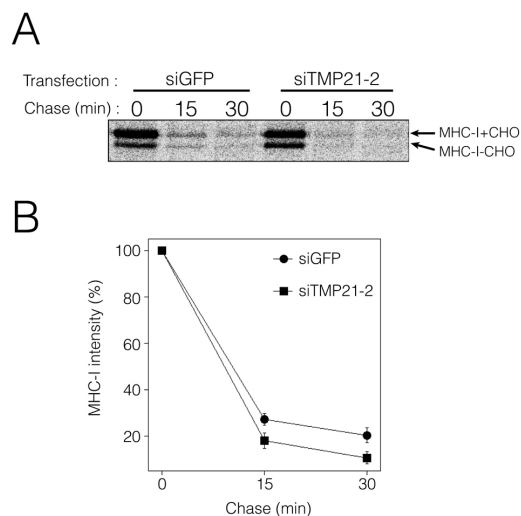 A
Transfection : siGFP siTMP21-2
Chase (min) : 0 15 30 0 15 30
MHC-I+CHO
MHC-I-CHO
B
100
80
60
40
20
MHC-I intensity (%)
siGFP
siTMP21-2
0 15 30
Chase (min)